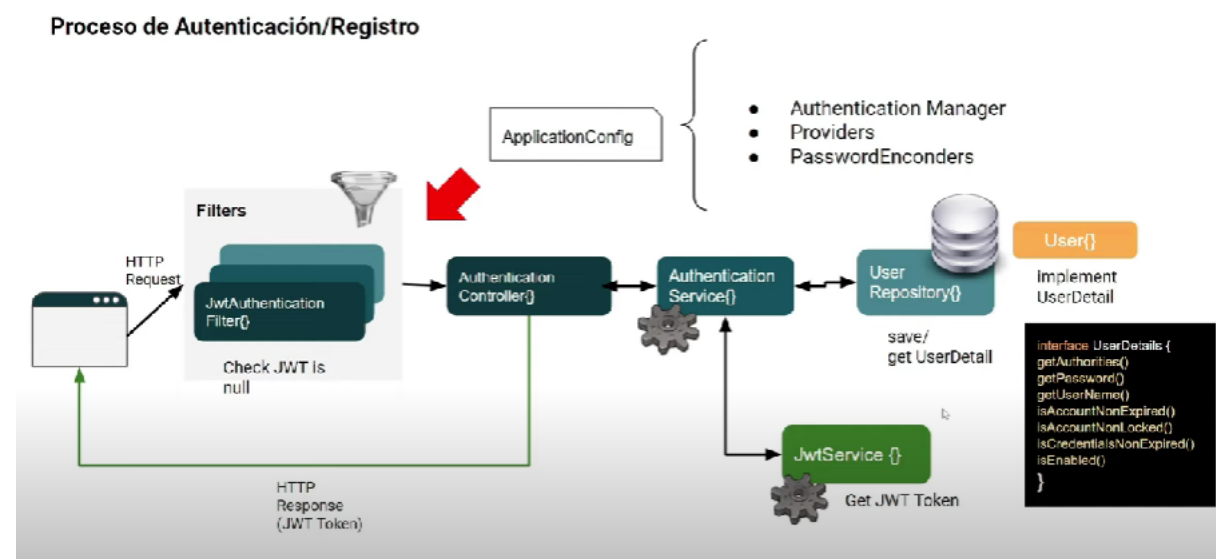 Proceso de Autenticación/Registro
ApplicationConfig
● Authentication Manager
● Providers
● PasswordEnconders
Filters
HTTP
Request
JwtAuthentication
Filter{}
Check JWT is
null
Authentication
Controller{}
Authentication
Service{}
User
Repository{}
save/
get UserDetail
User{}
Implement
UserDetail
interface UserDetails {
getAuthorities()
getPassword()
getUserName()
isAccountNonExpired()
isAccountNonLocked()
isCredentialsNonExpired()
isEnabled()
}
JwtService {}
Get JWT Token
HTTP
Response
(JWT Token)